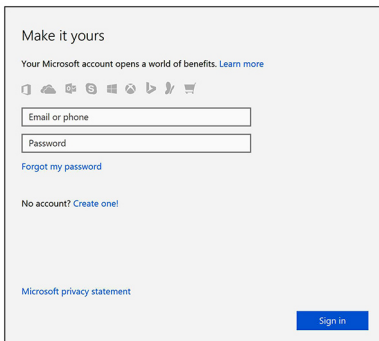 Make it yours
Your Microsoft account opens a world of benefits. Learn more
Email or phone
Password
Forgot my password
No account? Create one!
Microsoft privacy statement
Sign in